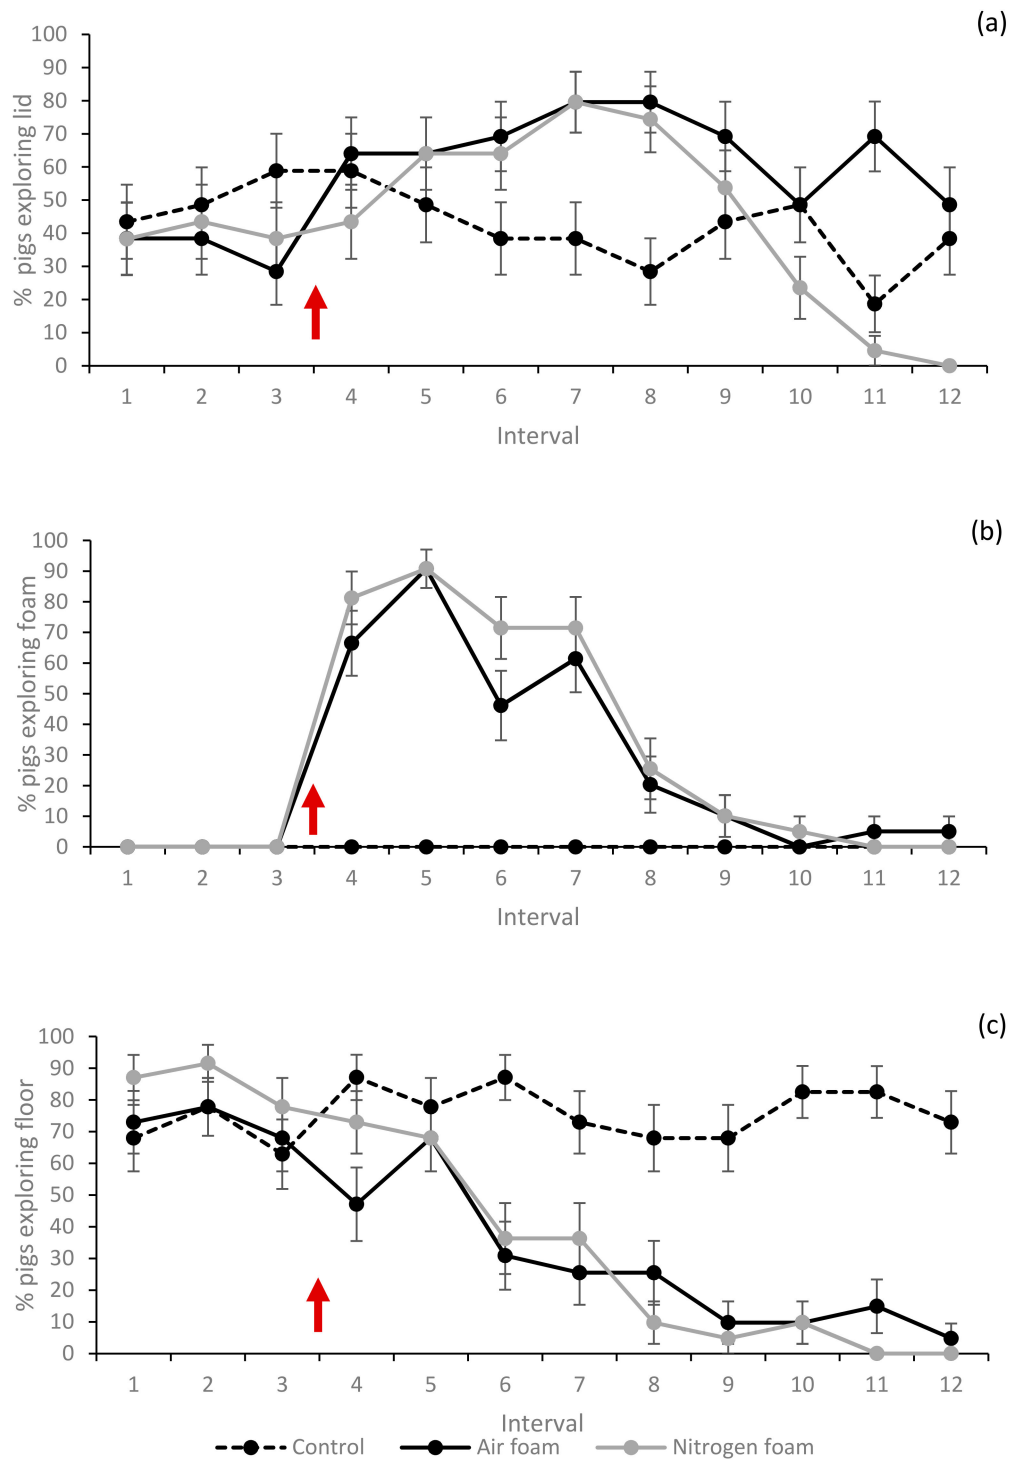 (a)
% pigs exploring lid
100
90
80
70
60
50
40
30
20
10
0
1 2 3 4 5 6 7 8 9 10 11 12
Interval
(b)
% pigs exploring foam
100
90
80
70
60
50
40
30
20
10
0
1 2 3 4 5 6 7 8 9 10 11 12
Interval
(c)
% pigs exploring floor
100
90
80
70
60
50
40
30
20
10
0
1 2 3 4 5 6 7 8 9 10 11 12
Interval
Control Air foam Nitrogen foam